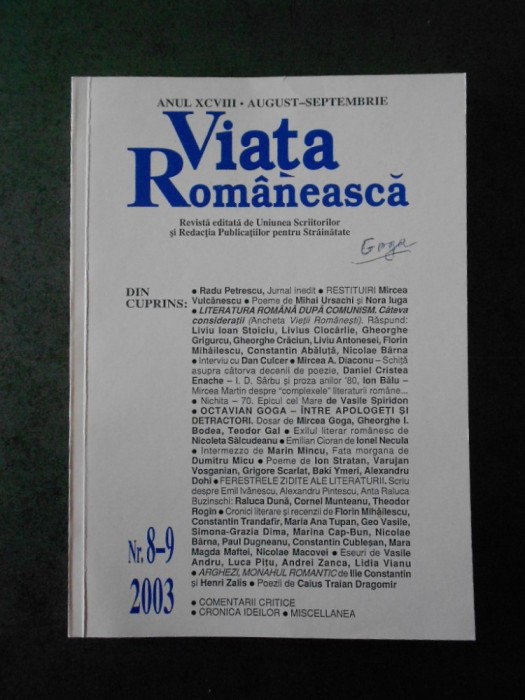 ANUL XCVIII • AUGUST–SEPTEMBRIE
Viața
Românească
Revistă editată de Uniunea Scriitorilor
și Redacția Publicațiilor pentru Străinătate
Goga
DIN
CUPRINS:
● Radu Petrescu, Jurnal inedit ● RESTITUIRI Mircea
Vulcănescu ● Poeme de Mihai Ursachi și Nora Iuga
● LITERATURA ROMÂNĂ DUPĂ COMUNISM. Câteva
considerații (Ancheta Vieții Românești). Răspund:
Liviu Ioan Stoiciu, Livius Ciocârlie, Gheorghe
Grigurcu, Gheorghe Crăciun, Liviu Antonesei, Florin
Mihăilescu, Constantin Abăluță, Nicolae Bârna
● Interviu cu Dan Culcer ● Mircea A. Diaconu – Schiță
asupra câtorva decenii de poezie, Daniel Cristea
Enache – I. D. Sârbu și proza anilor '80, Ion Bălu –
Mircea Martin despre "complexele" literaturii române...
● Nichita – 70. Epicul cel Mare de Vasile Spiridon
● OCTAVIAN GOGA – ÎNTRE APOLOGEȚI ȘI
DETRACTORI. Dosar de Mircea Goga, Gheorghe I.
Bodea, Teodor Gal ● Exilul literar românesc de
Nicoleta Sălcudeanu ● Emilian Cioran de Ionel Necula
● Intermezzo de Marin Mincu, Fata morgana de
Dumitru Micu ● Poeme de Ion Stratan, Varujan
Vosganian, Grigore Scarlat, Baki Ymeri, Alexandru
Dohi ● FERESTRELE ZIDITE ALE LITERATURII. Scriu
despre Emil Ivănescu, Alexandru Pintescu, Anta Raluca
Buzinschi: Raluca Dună, Cornel Munteanu, Theodor
Rogin ● Cronici literare și recenzii de Florin Mihăilescu,
Constantin Trandafir, Maria Ana Tupan, Geo Vasile,
Simona-Grazia Dima, Marina Cap-Bun, Nicolae
Bârna, Paul Dugneanu, Constantin Cubleșan, Mara
Magda Maftei, Nicolae Macovei ● Eseuri de Vasile
Andru, Luca Pițu, Andrei Zanca, Lidia Vianu
● ARGHEZI, MONAHUL ROMANTIC de Ilie Constantin
și Henri Zalis ● Poezii de Caius Traian Dragomir
● COMENTARII CRITICE
● CRONICA IDEILOR ● MISCELLANEA
Nr. 8–9
2003